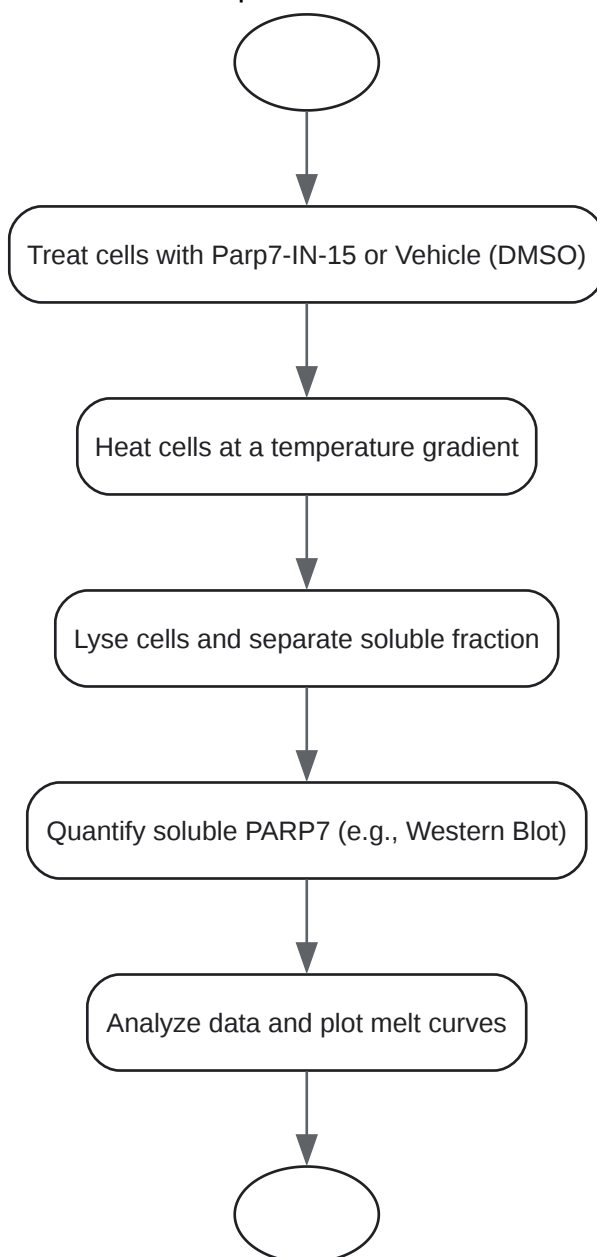 Treat cells with Parp7-IN-15 or Vehicle (DMSO)
Heat cells at a temperature gradient
Lyse cells and separate soluble fraction
Quantify soluble PARP7 (e.g., Western Blot)
Analyze data and plot melt curves